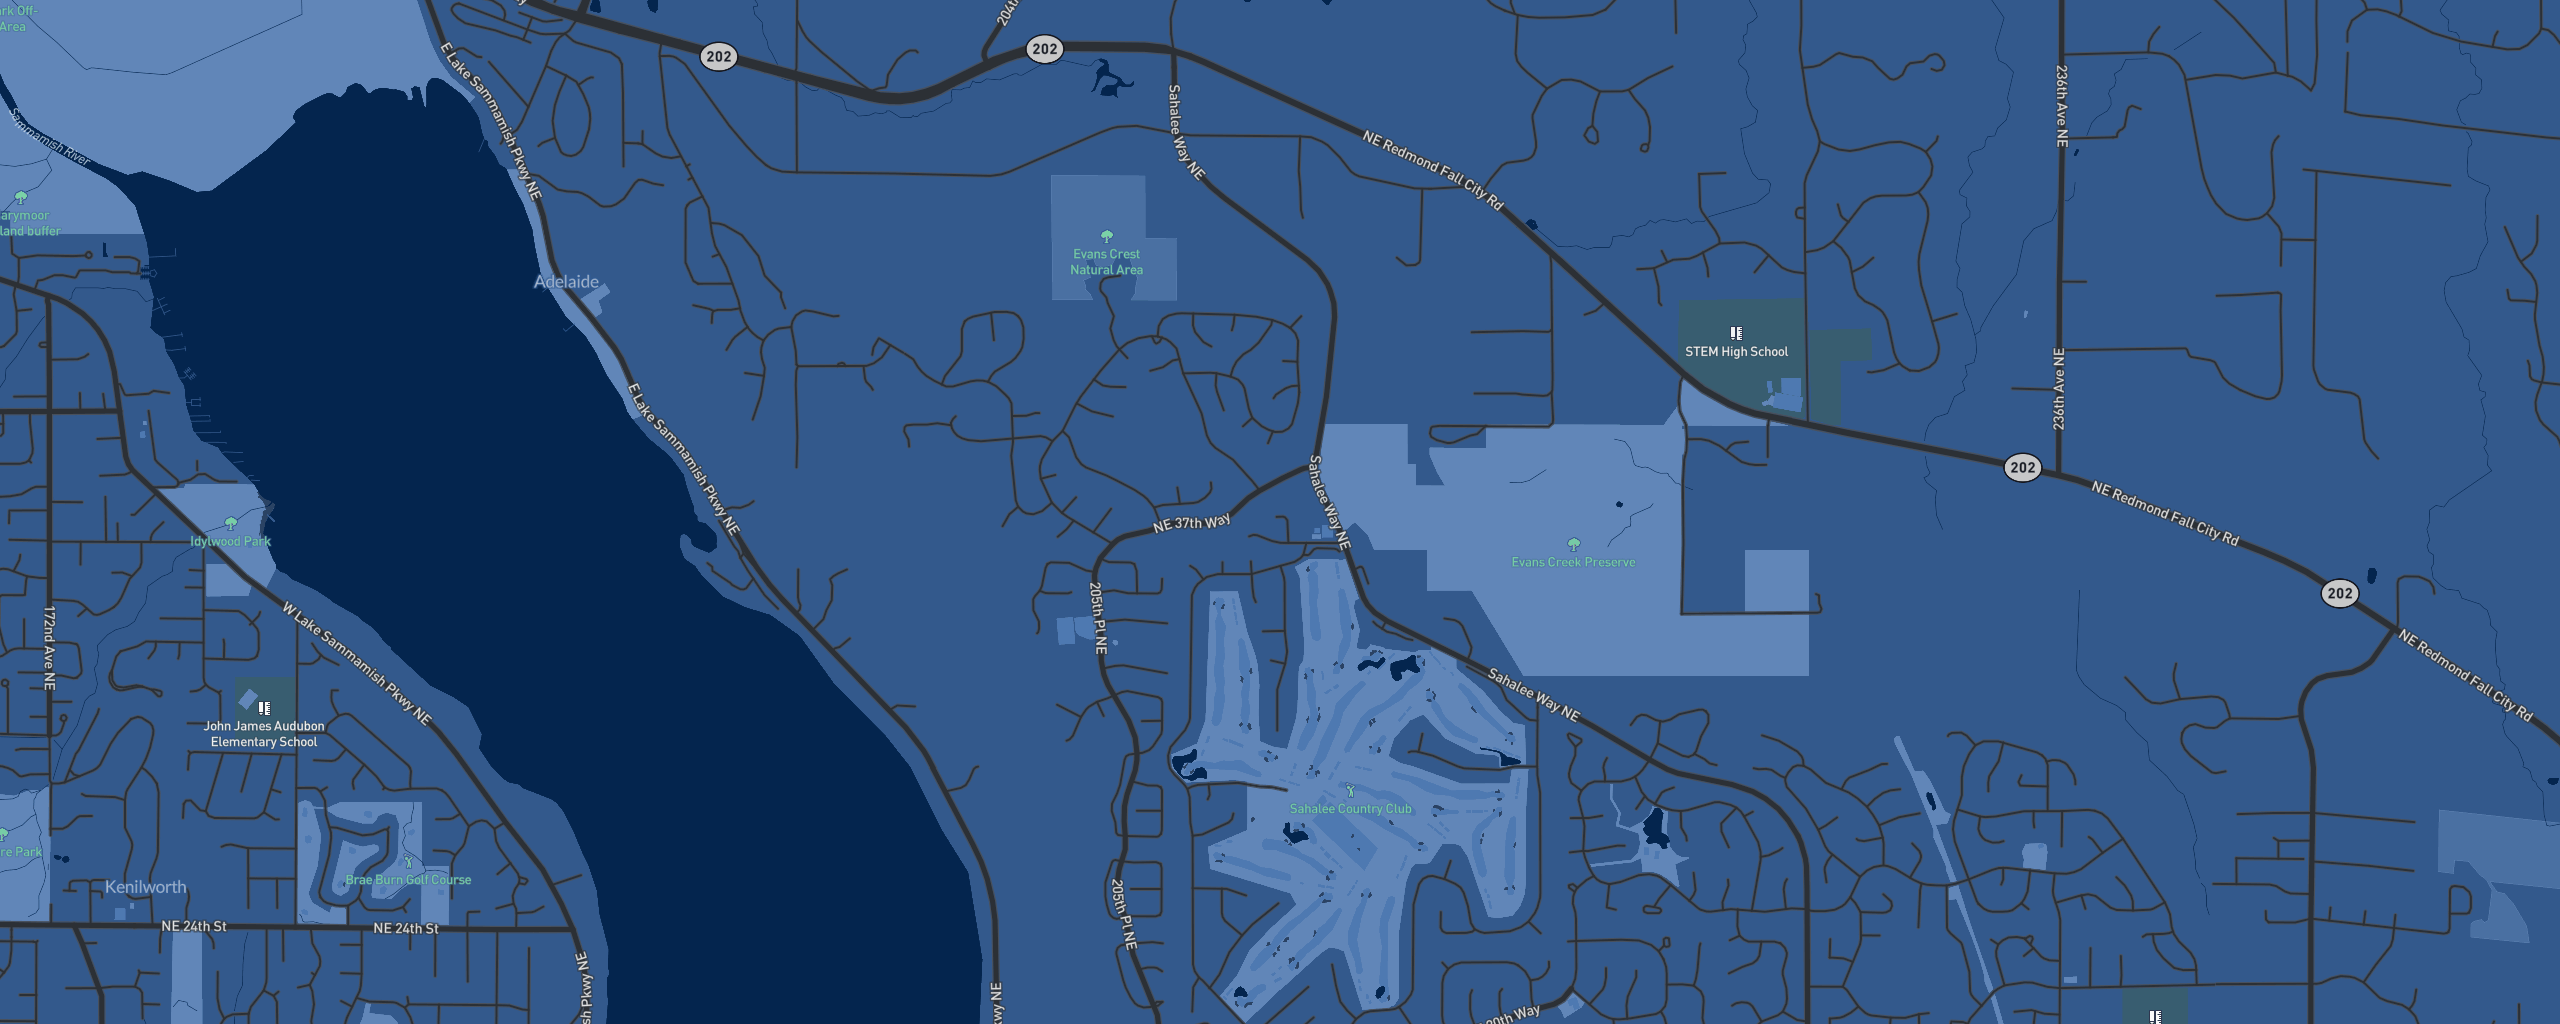 rk Off-
Area
E Lake Sammamish Pkwy NE
202
202
204th
Sahalee Way NE
NE Redmond Fall City Rd
236th Ave NE
Sammamish River
arymoor
land buffer
Adelaide
Evans Crest
Natural Area
STEM High School
236th Ave NE
E Lake Sammamish Pkwy NE
Sahalee Way NE
202
NE Redmond Fall City Rd
NE 37th Way
Idylwood Park
Evans Creek Preserve
172nd Ave NE
W Lake Sammamish Pkwy NE
205th Pl NE
202
NE Redmond Fall City Rd
Sahalee Way NE
John James Audubon
Elementary School
Sahalee Country Club
re Park
Kenilworth
Brae Burn Golf Course
NE 24th St
NE 24th St
205th Pl NE
sh Pkwy NE
kwy NE
20th Way